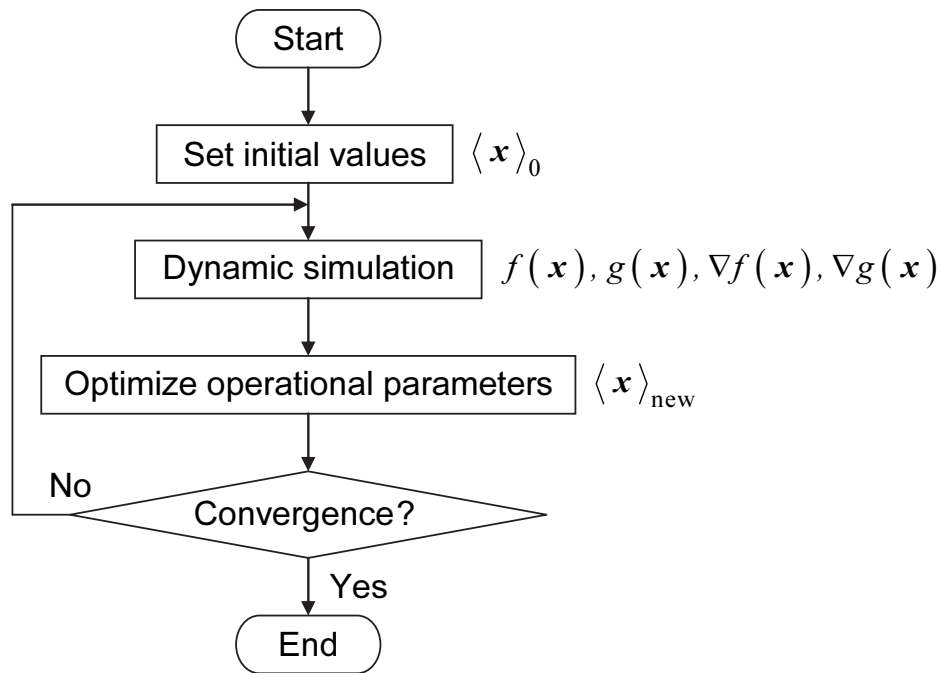 Start
Set initial values ⟨x⟩₀
Dynamic simulation f(x), g(x), ∇f(x), ∇g(x)
Optimize operational parameters ⟨x⟩new
No
Convergence?
Yes
End